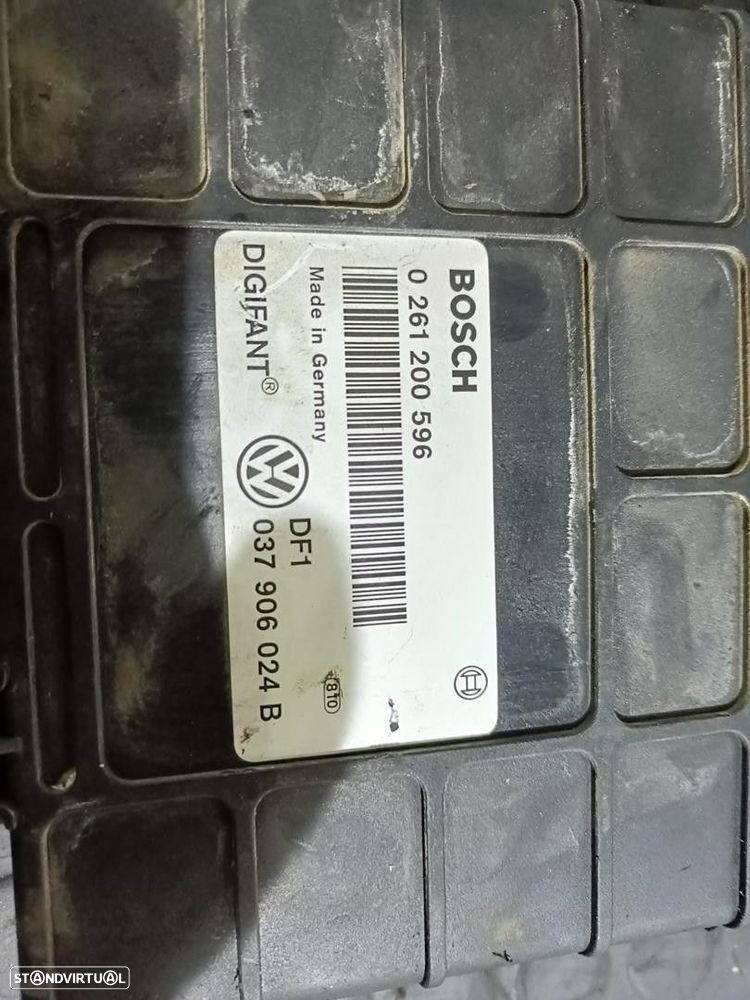 BOSCH
0 261 200 596
Made in Germany
DIGIFANT® DF1
037 906 024 B
810
STANDVIRTUAL